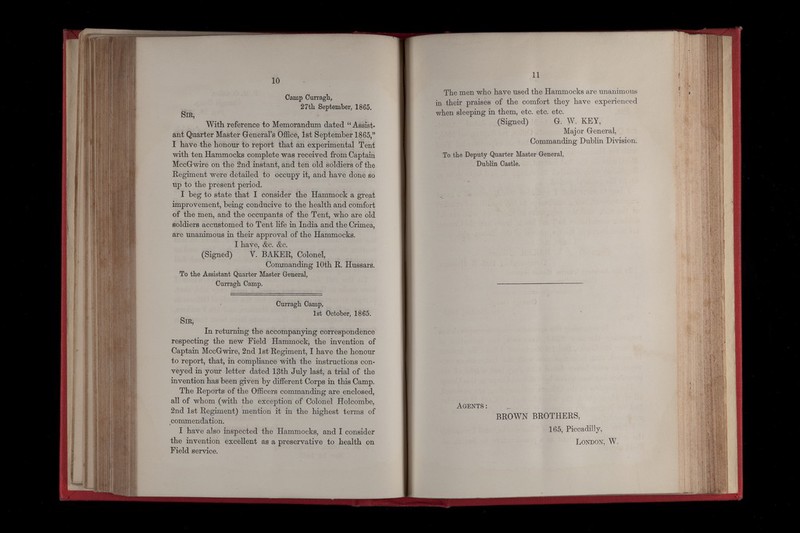 10
Camp Curragh,
27th September, 1865.
SIR,
With reference to Memorandum dated “Assist-
ant Quarter Master General's Office, 1st September 1865,”
I have the honour to report that an experimental Tent
with ten Hammocks complete was received from Captain
MccGwire on the 2nd instant, and ten old soldiers of the
Regiment were detailed to occupy it, and have done so
up to the present period.
I beg to state that I consider the Hammock a great
improvement, being conducive to the health and comfort
of the men, and the occupants of the Tent, who are old
soldiers accustomed to Tent life in India and the Crimea,
are unanimous in their approval of the Hammocks.
I have, &c. &c.
(Signed) V. BAKER, Colonel,
Commanding 10th R. Hussars.
To the Assistant Quarter Master General,
Curragh Camp.
Curragh Camp,
1st October, 1865.
SIR,
In returning the accompanying correspondence
respecting the new Field Hammock, the invention of
Captain MccGwire, 2nd 1st Regiment, I have the honour
to report, that, in compliance with the instructions con-
veyed in your letter dated 13th July last, a trial of the
invention has been given by different Corps in this Camp.
The Reports of the Officers commanding are enclosed,
all of whom (with the exception of Colonel Holcombe,
2nd 1st Regiment) mention it in the highest terms of
commendation.
I have also inspected the Hammocks, and I consider
the invention excellent as a preservative to health on
Field service.
11
The men who have used the Hammocks are unanimous
in their praises of the comfort they have experienced
when sleeping in them, etc. etc. etc.
(Signed) G. W. KEY,
Major General,
Commanding Dublin Division.
To the Deputy Quarter Master General,
Dublin Castle.
AGENTS:
BROWN BROTHERS,
165, Piccadilly,
LONDON, W.